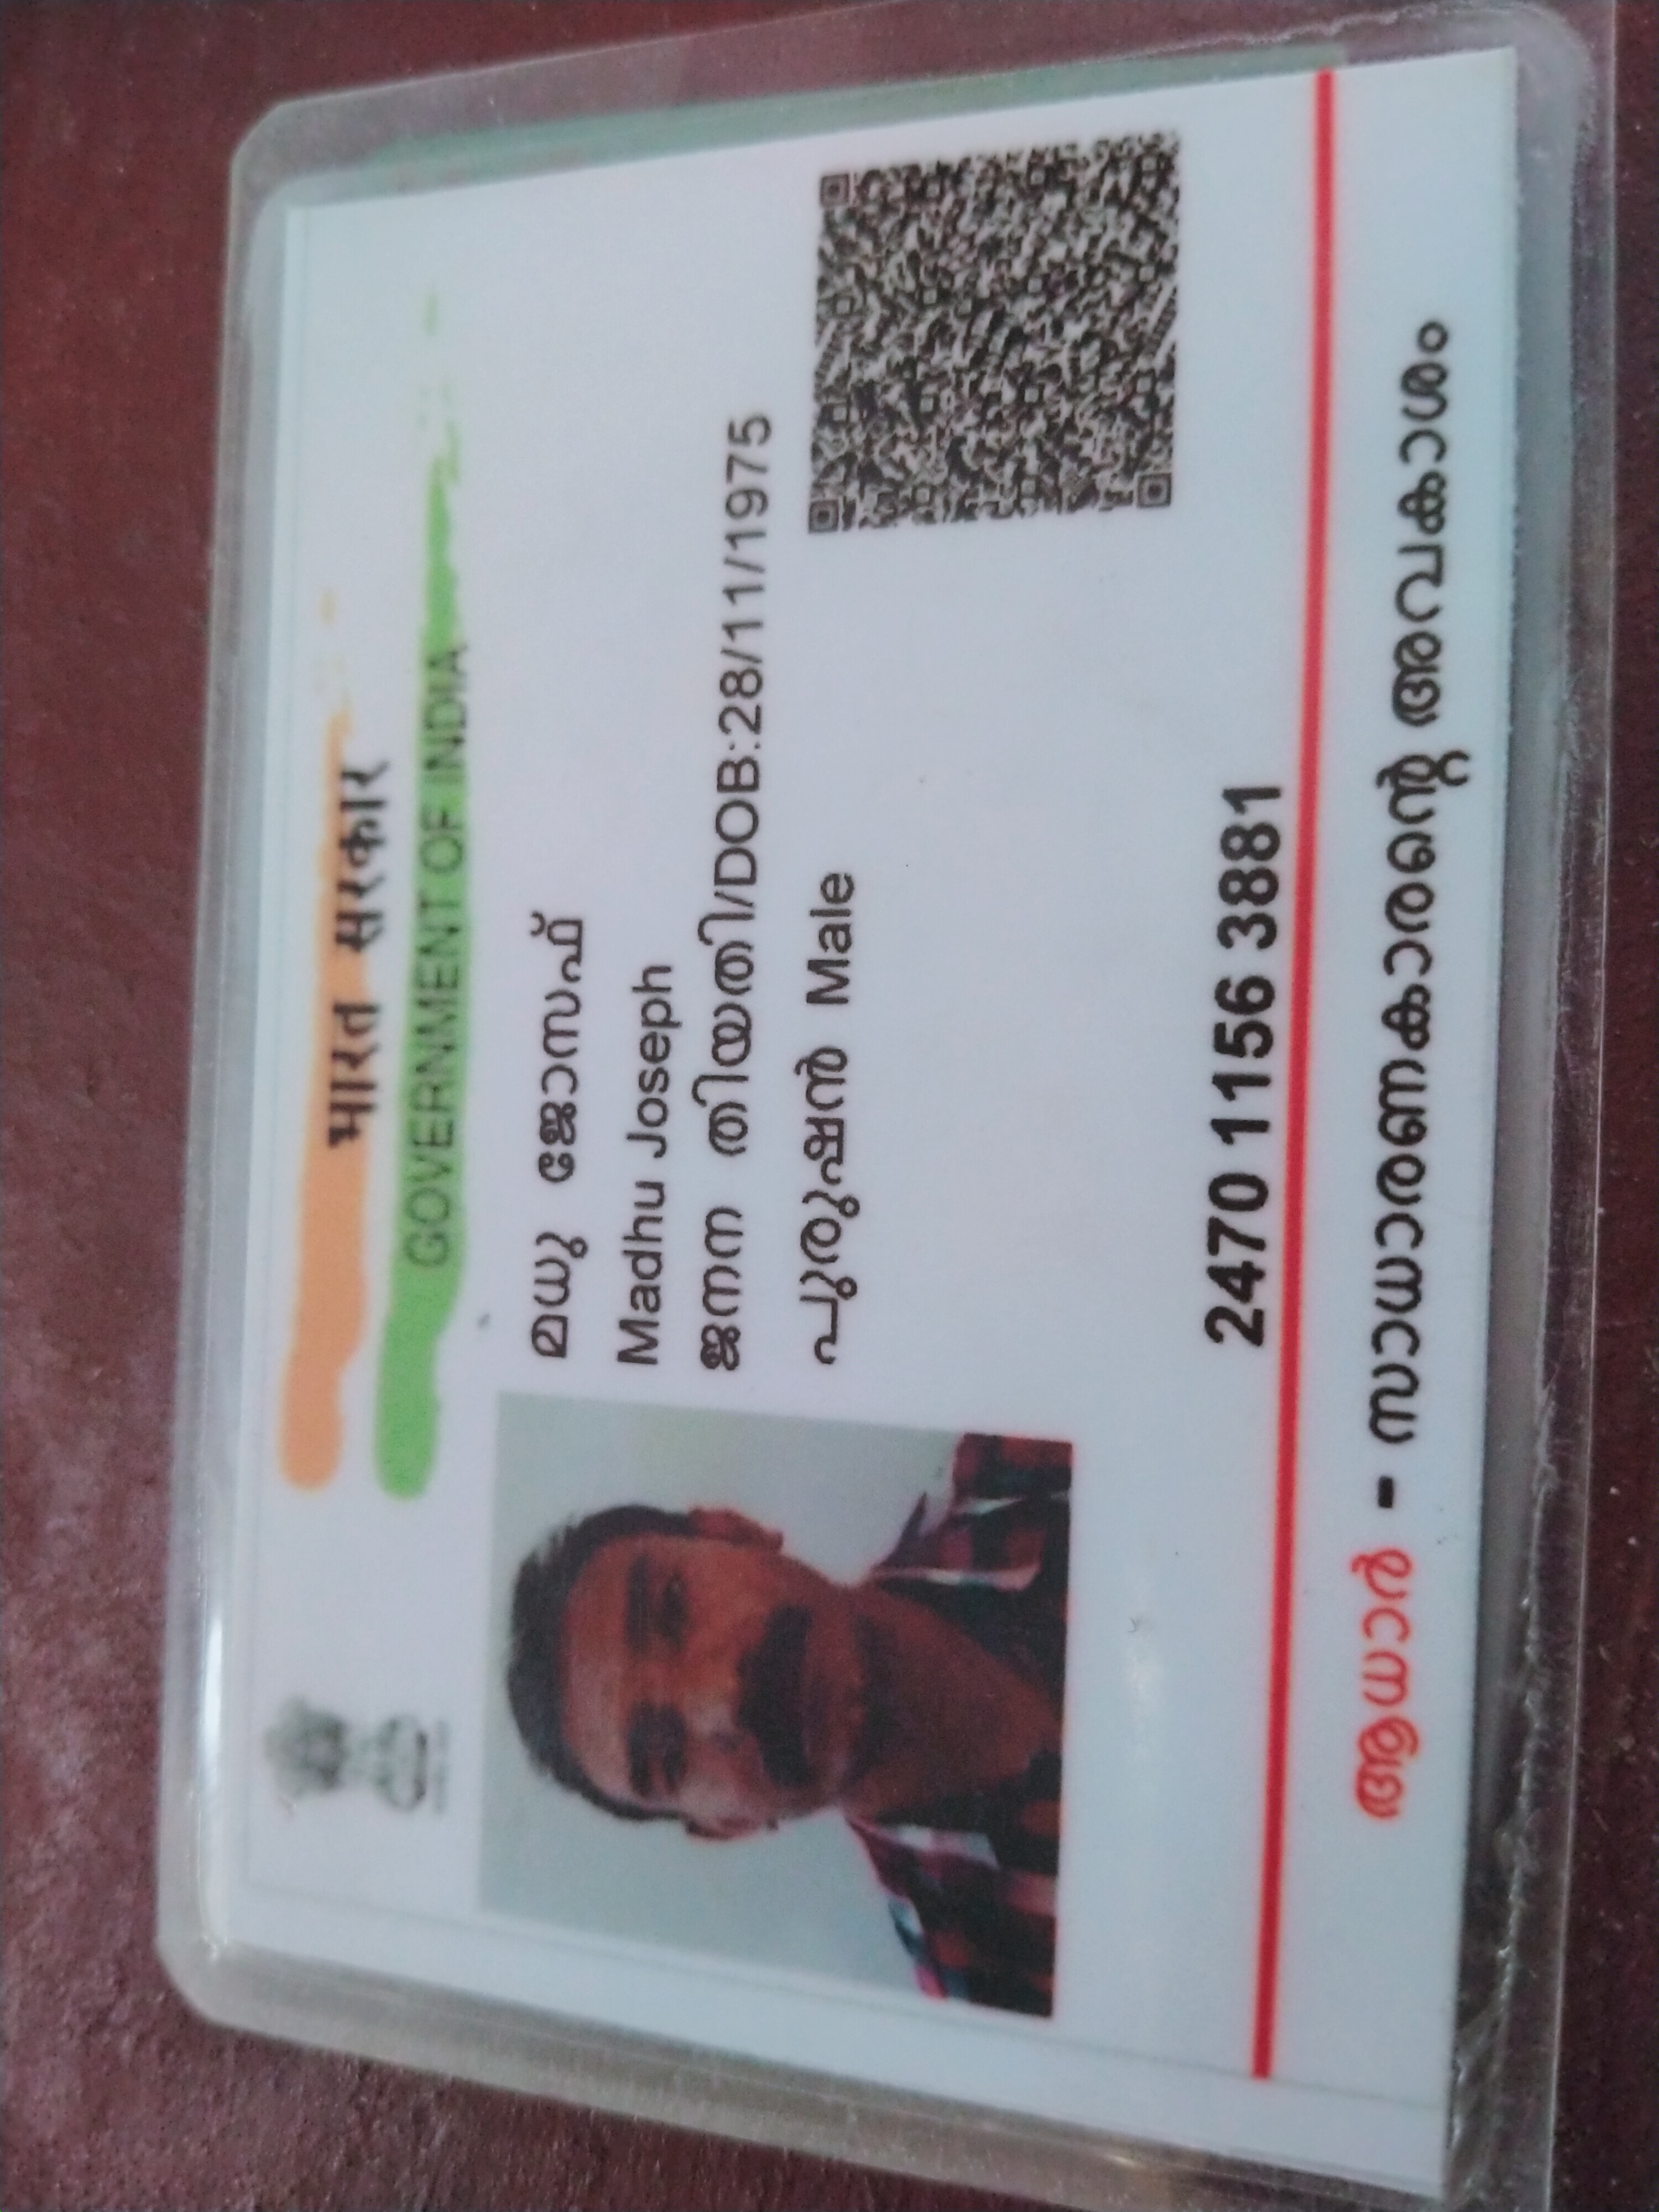 भारत सरकार
GOVERNMENT OF INDIA
മധു ജോസഫ്
Madhu Joseph
ജനന തിയതി/DOB:28/11/1975
പുരുഷൻ Male
2470 1156 3881
ആധാർ - സാധാരണക്കാരന്റെ അവകാശം